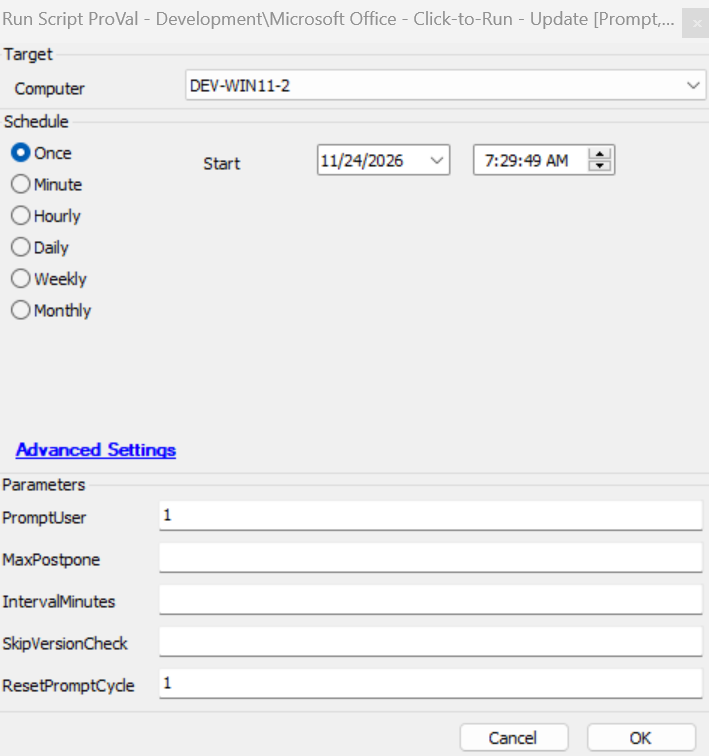 Run Script ProVal - Development\Microsoft Office - Click-to-Run - Update [Prompt,...
Target
Computer DEV-WIN11-2
Schedule
Once
Start 11/24/2026 7:29:49 AM
Minute
Hourly
Daily
Weekly
Monthly
Advanced Settings
Parameters
PromptUser 1
MaxPostpone
IntervalMinutes
SkipVersionCheck
ResetPromptCycle 1
Cancel OK